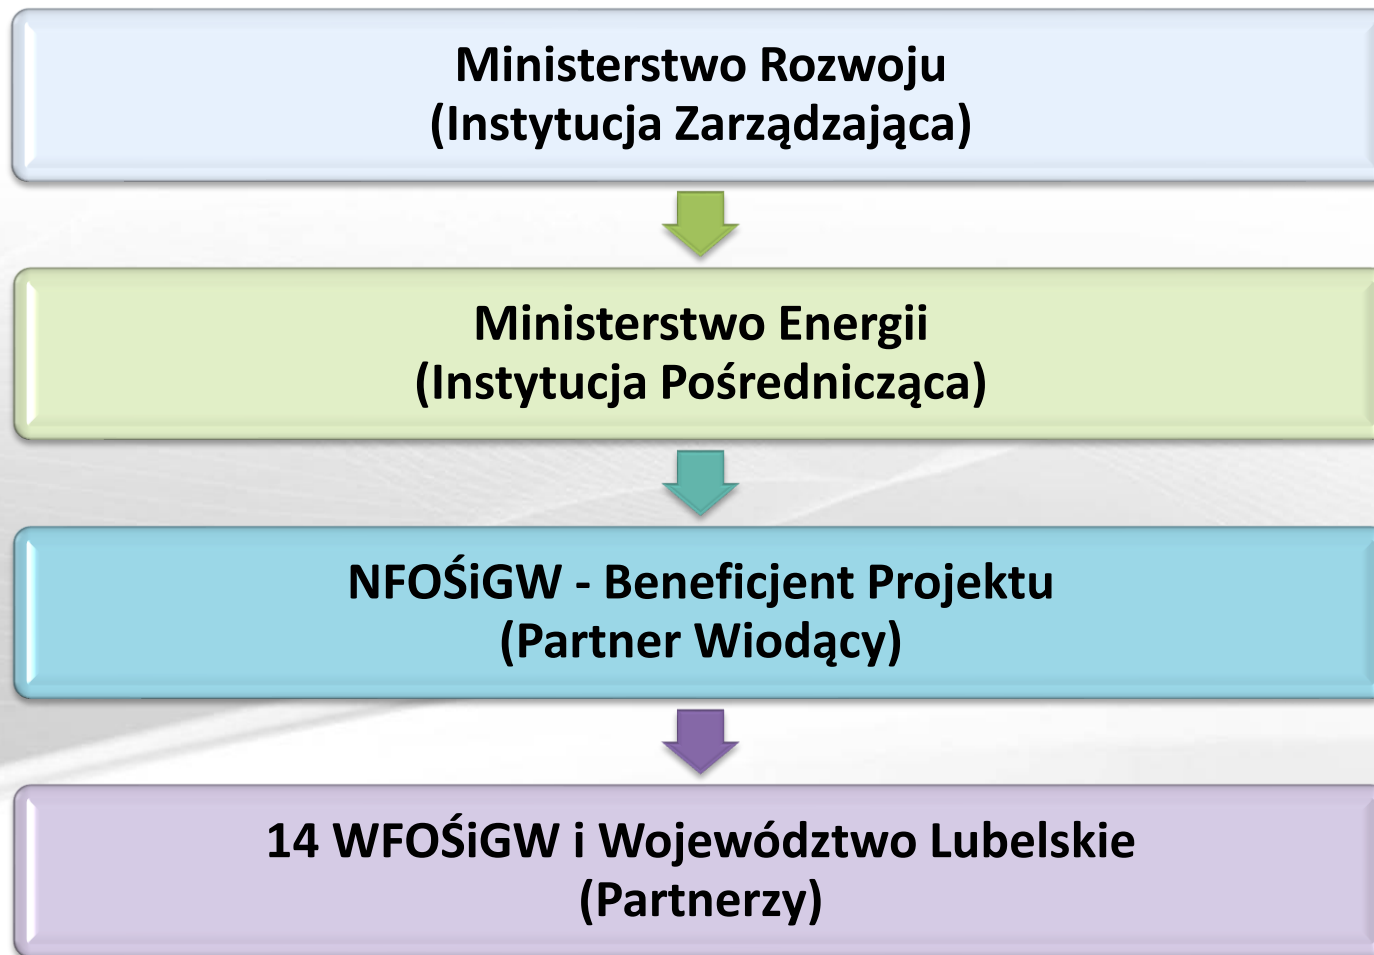 Ministerstwo Rozwoju
(Instytucja Zarządzająca)
Ministerstwo Energii
(Instytucja Pośrednicząca)
NFOŚiGW - Beneficjent Projektu
(Partner Wiodący)
14 WFOŚiGW i Województwo Lubelskie
(Partnerzy)